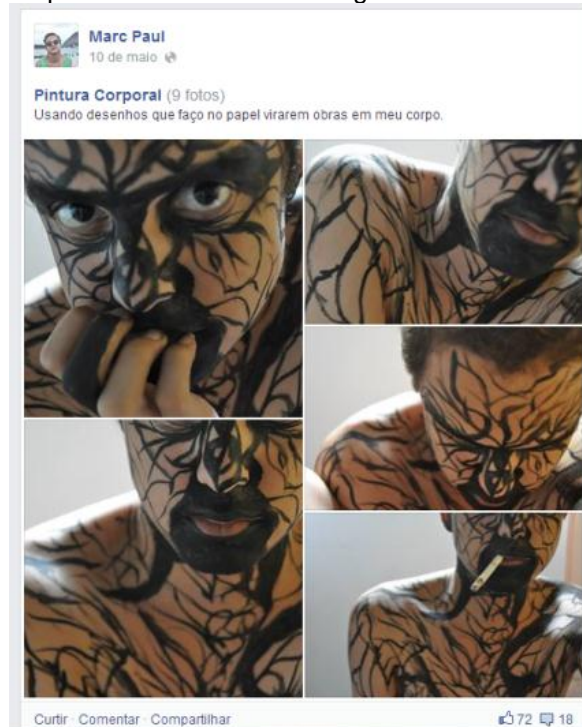 Marc Paul
10 de maio
Pintura Corporal (9 fotos)
Usando desenhos que faço no papel virarem obras em meu corpo.
Curtir · Comentar · Compartilhar 72 18